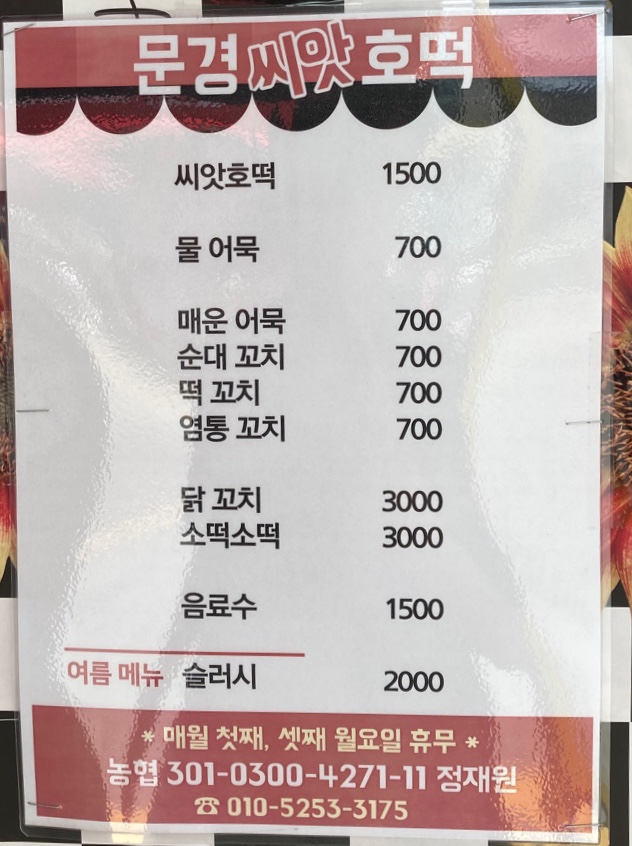 문경 씨앗 호떡
씨앗호떡 1500
물 어묵 700
매운 어묵 700
순대 꼬치 700
떡 꼬치 700
염통 꼬치 700
닭 꼬치 3000
소떡소떡 3000
음료수 1500
여름 메뉴 슬러시 2000
* 매월 첫째, 셋째 월요일 휴무 *
농협 301-0300-4271-11 정재원
☎ 010-5253-3175